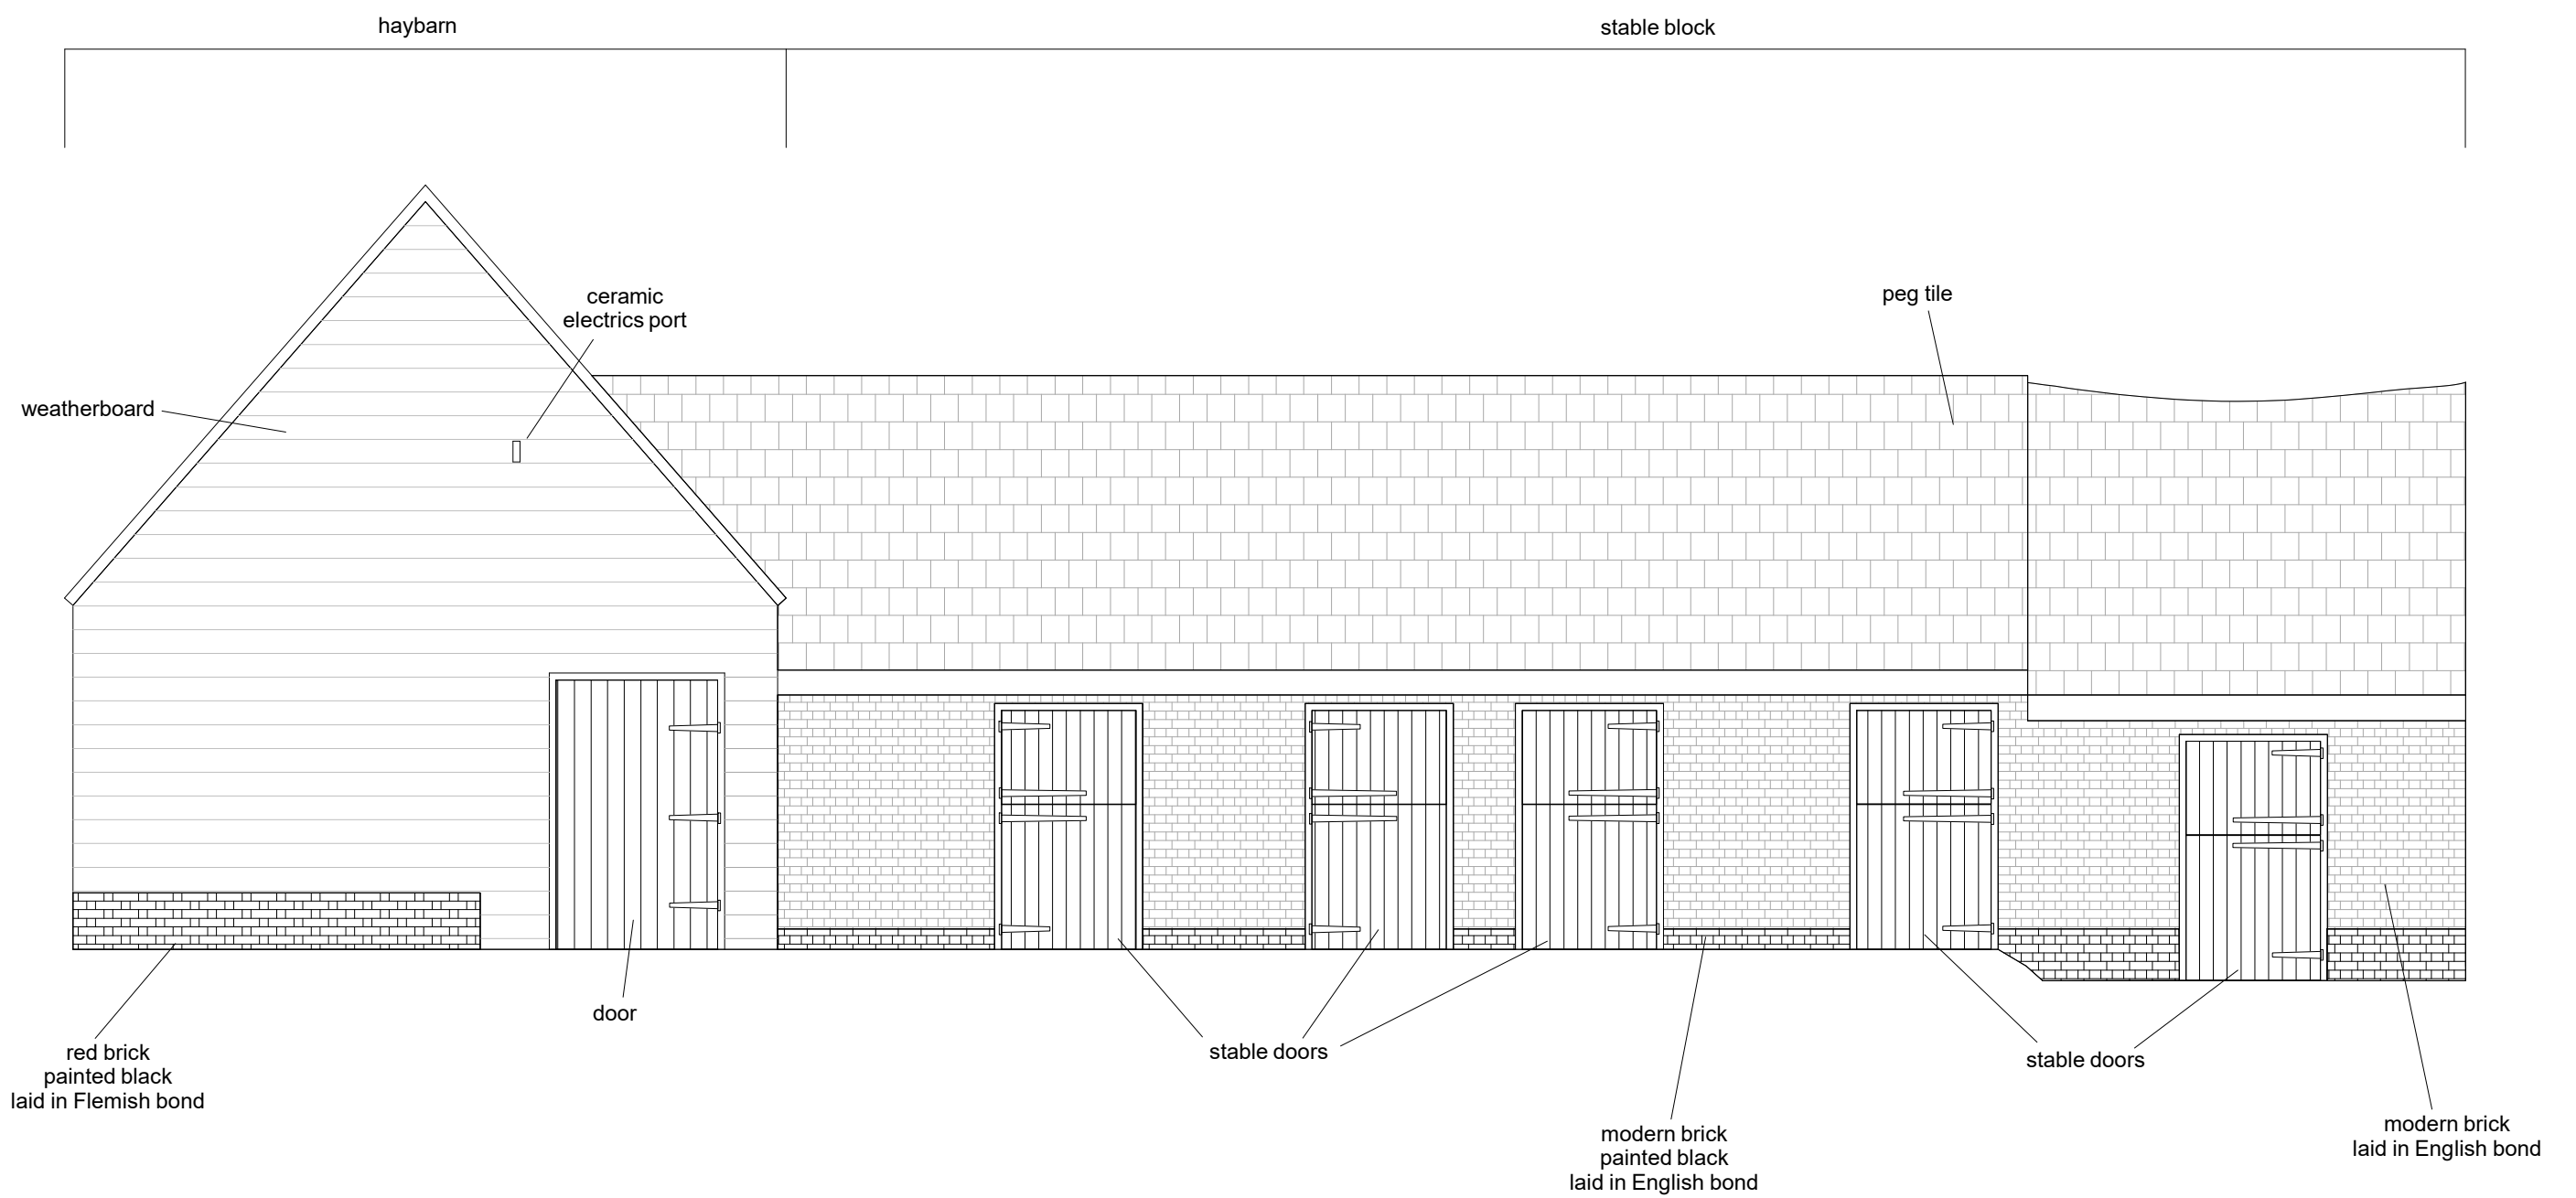 haybarn
stable block
ceramic
electrics port
peg tile
weatherboard
door
red brick
painted black
laid in Flemish bond
stable doors
stable doors
modern brick
painted black
laid in English bond
modern brick
laid in English bond